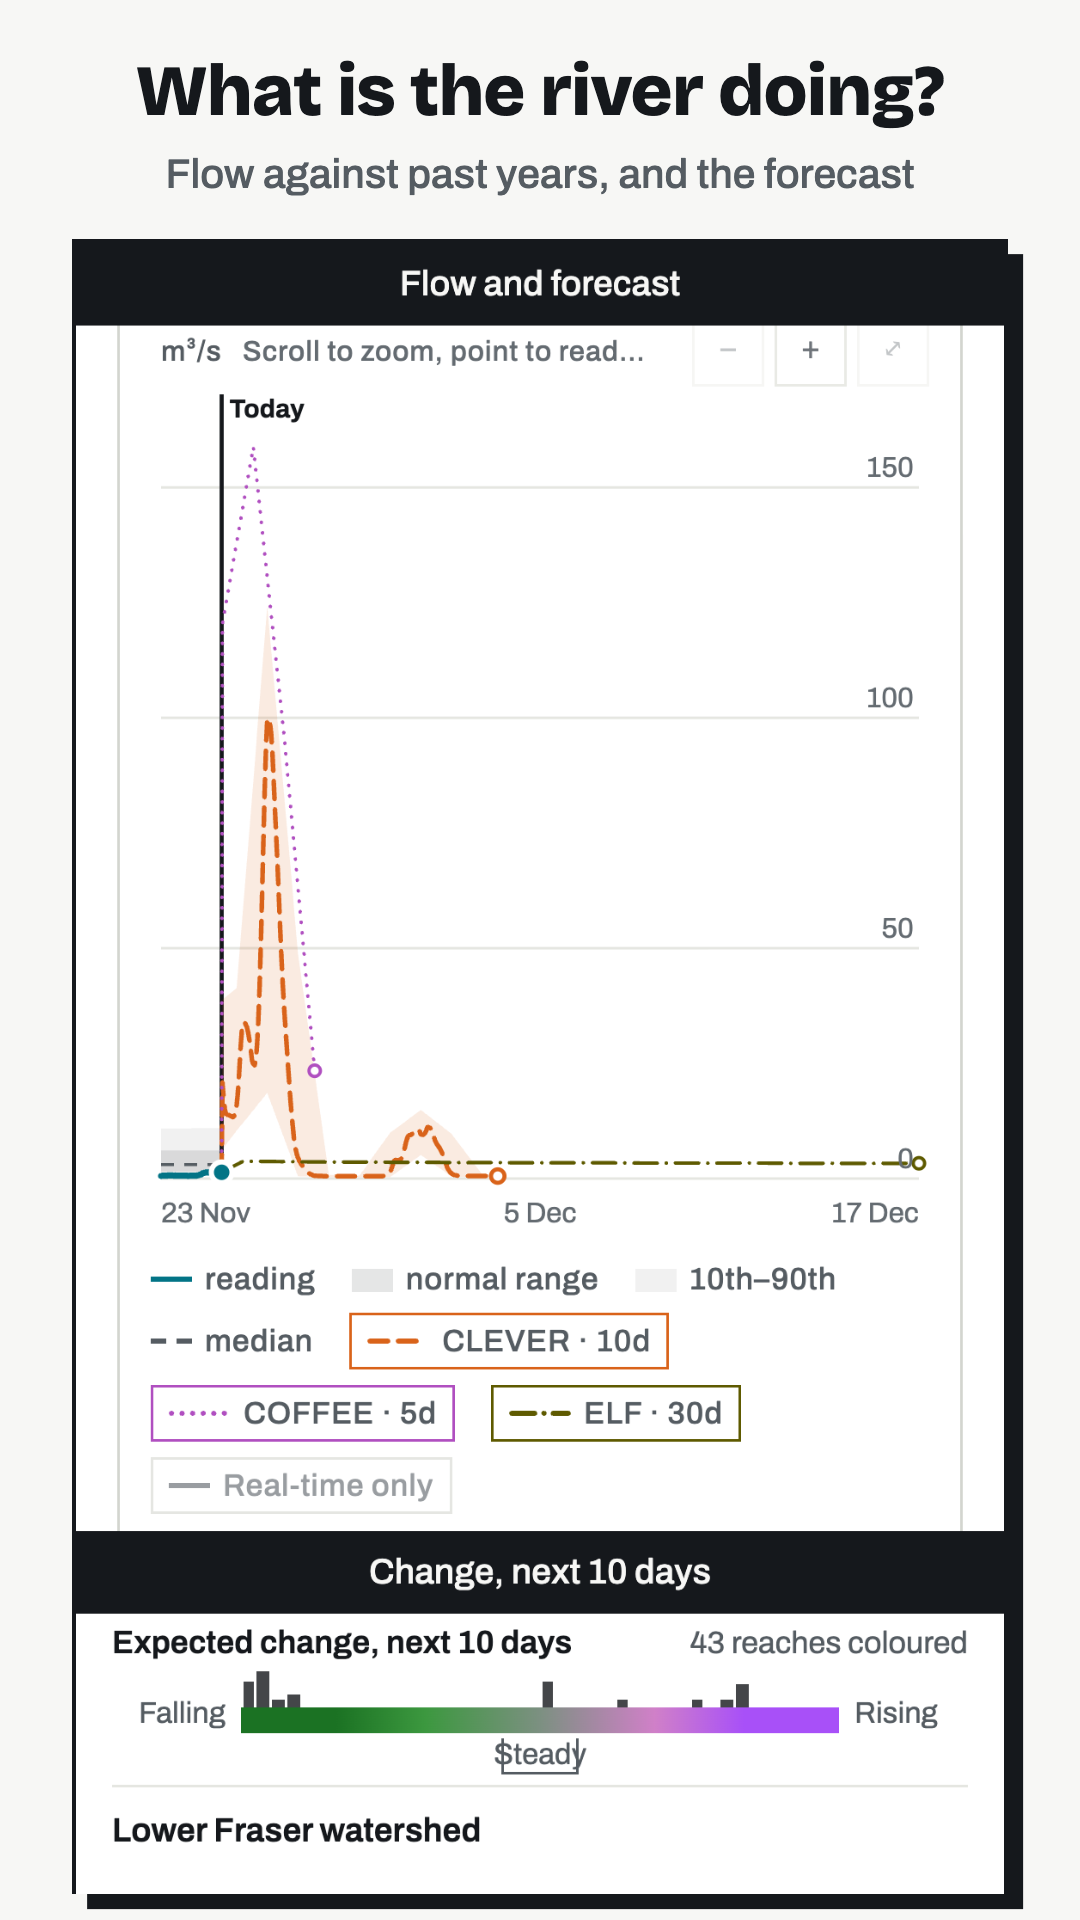 What is the river doing?
Flow against past years, and the forecast
Flow and forecast
m³/s Scroll to zoom, point to read... − + ⤢
Today
150
100
50
0
23 Nov 5 Dec 17 Dec
reading normal range 10th–90th
median CLEVER · 10d
COFFEE · 5d ELF · 30d
Real-time only
Change, next 10 days
Expected change, next 10 days 43 reaches coloured
Falling Rising
Steady
Lower Fraser watershed